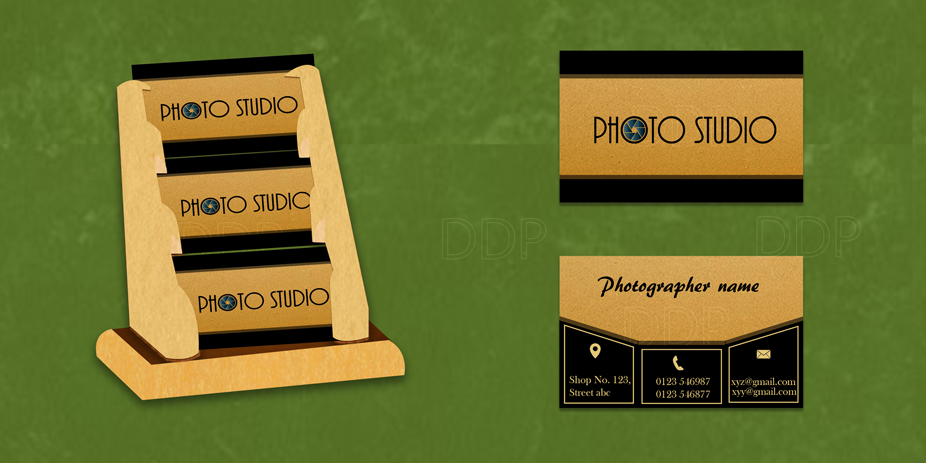 PHOTO STUDIO
PHOTO STUDIO
PHOTO STUDIO
PHOTO STUDIO
DDP
DDP
Photographer name
DDP
Shop No. 123,
Street abc
0123 546987
0123 546877
xyz@gmail.com
xyy@gmail.com